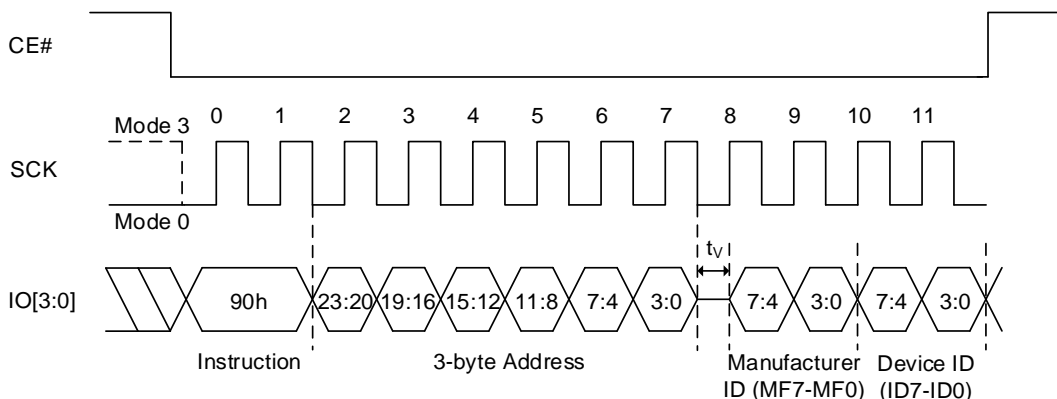 CE#
0 1 2 3 4 5 6 7 8 9 10 11
Mode 3
SCK
Mode 0
tV
IO[3:0]
90h 23:20 19:16 15:12 11:8 7:4 3:0 7:4 3:0 7:4 3:0
Instruction 3-byte Address Manufacturer Device ID
ID (MF7-MF0) (ID7-ID0)